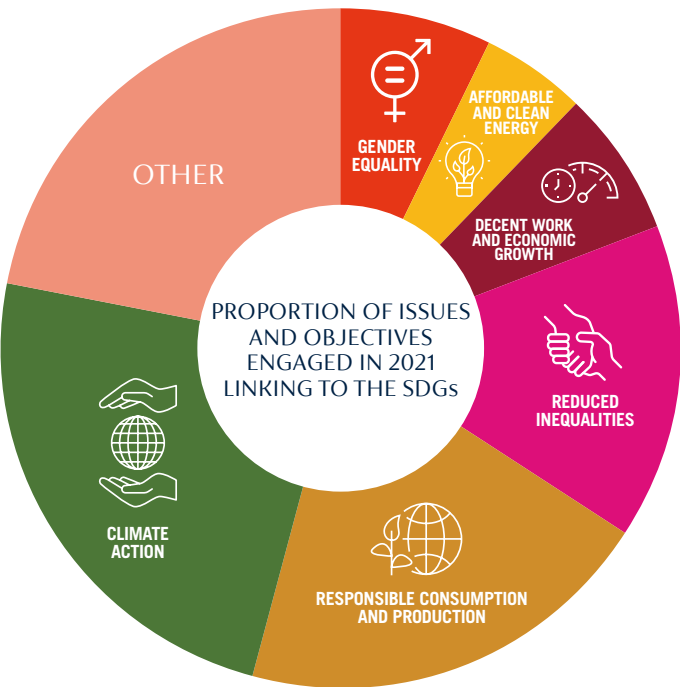 GENDER
EQUALITY
AFFORDABLE
AND CLEAN
ENERGY
DECENT WORK
AND ECONOMIC
GROWTH
REDUCED
INEQUALITIES
RESPONSIBLE CONSUMPTION
AND PRODUCTION
CLIMATE
ACTION
OTHER
PROPORTION OF ISSUES
AND OBJECTIVES
ENGAGED IN 2021
LINKING TO THE SDGs